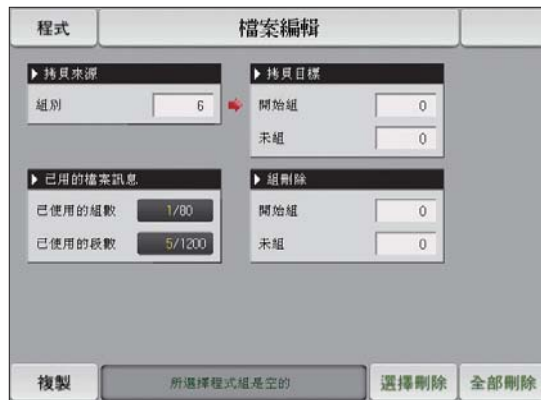 程式
檔案編輯
▶ 拷貝來源
組別 6
▶ 拷貝目標
開始組 0
未組 0
▶ 已用的檔案訊息
已使用的組數 1/80
已使用的段數 5/1200
▶ 組刪除
開始組 0
未組 0
複製
所選擇程式組是空的
選擇刪除
全部刪除